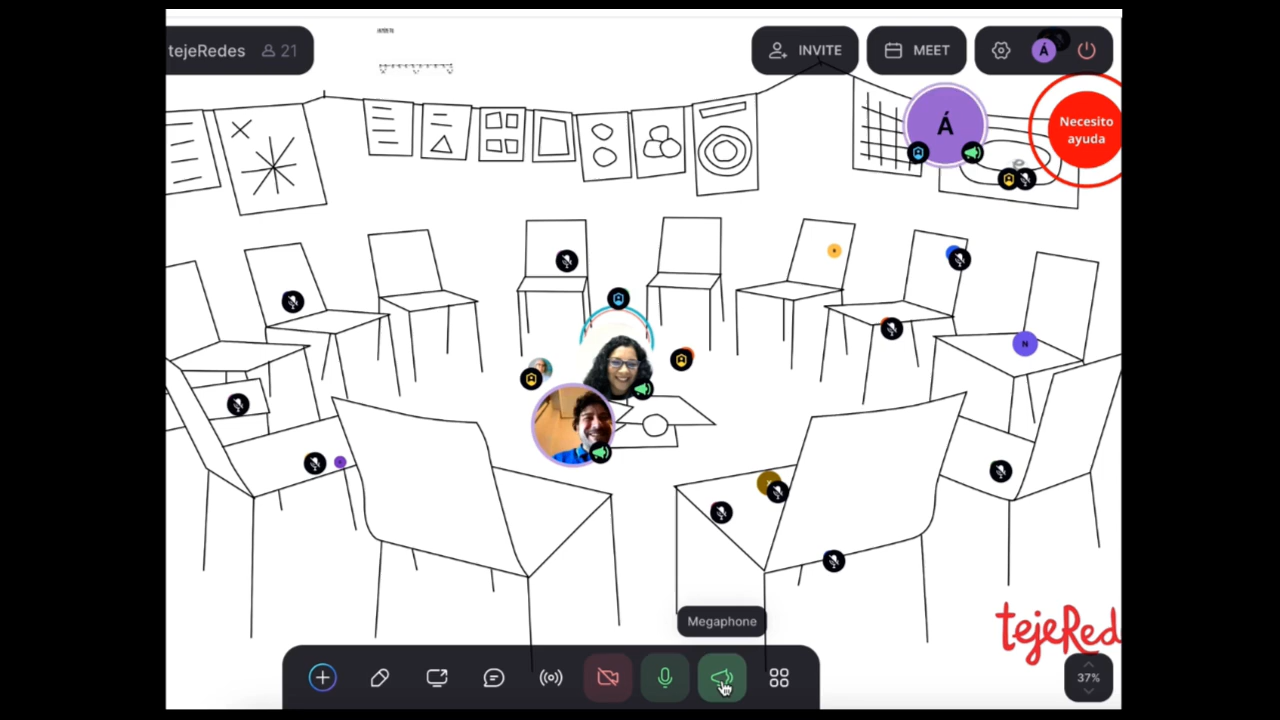 tejeRedes 21
INVITE
MEET
Á
Á
Necesito
ayuda
N
tejeRed
Megaphone
37%